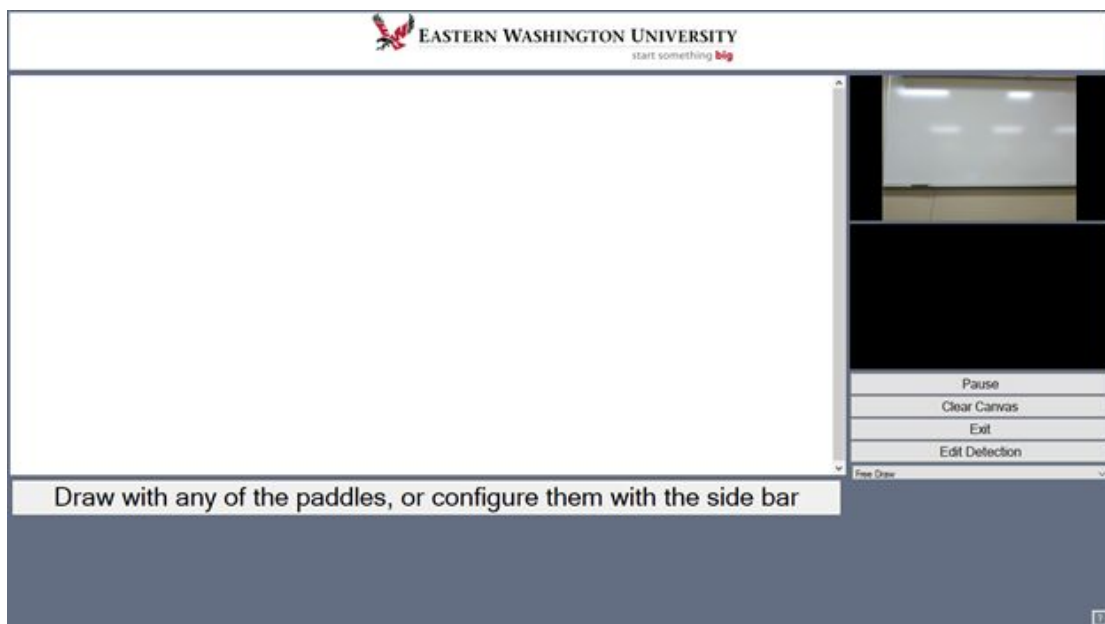 EASTERN WASHINGTON UNIVERSITY
start something big
Pause
Clear Canvas
Exit
Edit Detection
Free Draw
Draw with any of the paddles, or configure them with the side bar
?